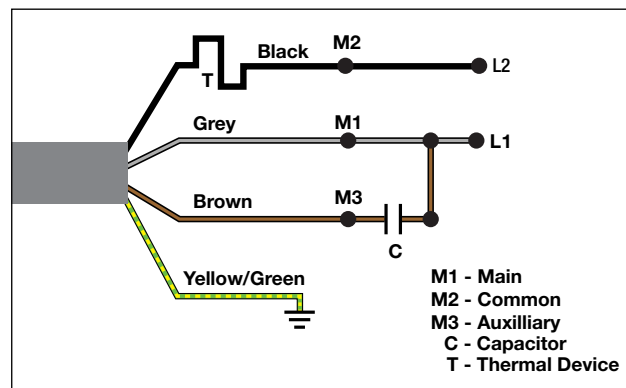 Black M2 L2
T
Grey M1 L1
Brown M3
C
Yellow/Green
M1 - Main
M2 - Common
M3 - Auxilliary
C - Capacitor
T - Thermal Device